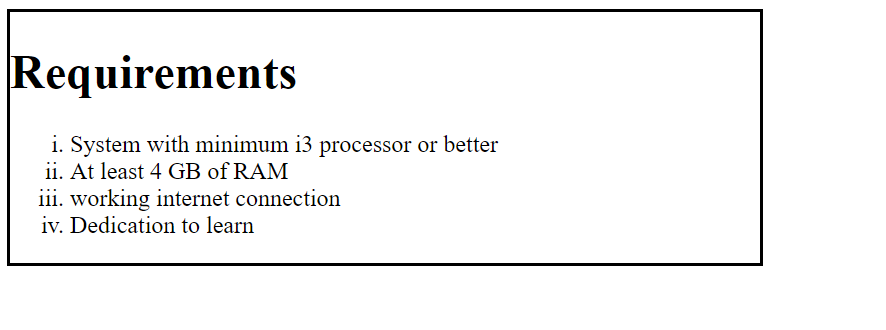 Requirements
i. System with minimum i3 processor or better
ii. At least 4 GB of RAM
iii. working internet connection
iv. Dedication to learn